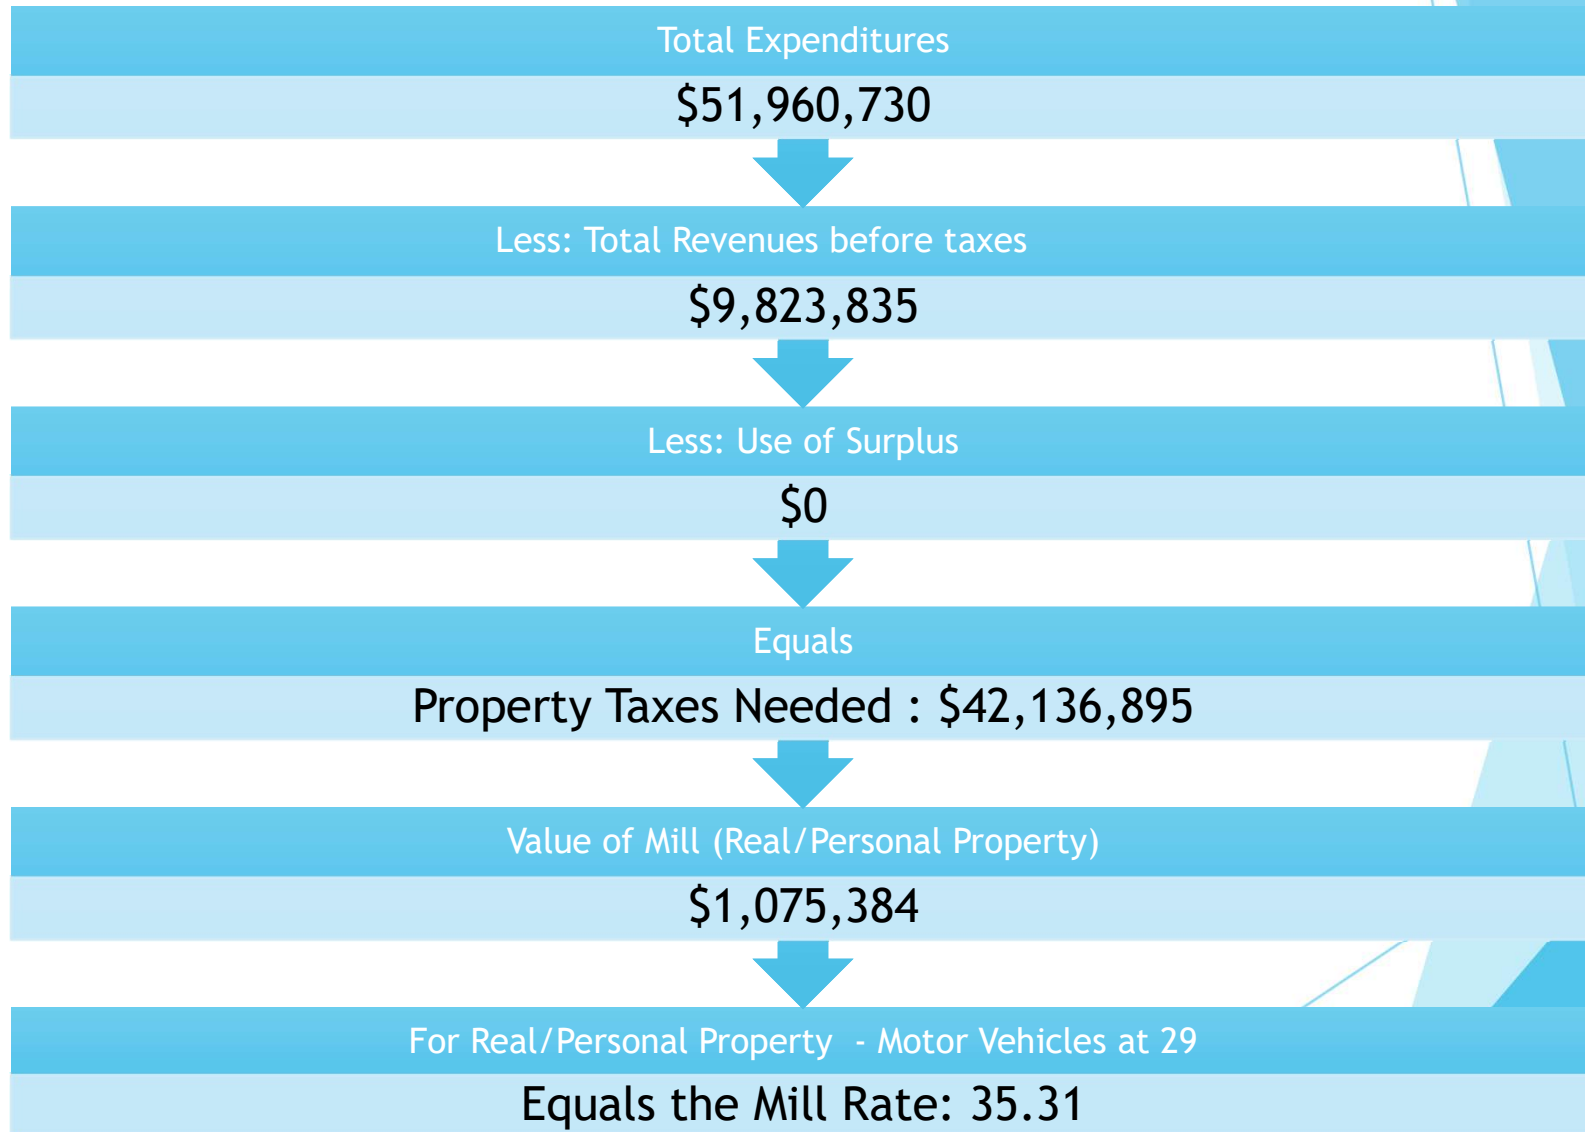 Total Expenditures
$51,960,730
Less: Total Revenues before taxes
$9,823,835
Less: Use of Surplus
$0
Equals
Property Taxes Needed : $42,136,895
Value of Mill (Real/Personal Property)
$1,075,384
For Real/Personal Property - Motor Vehicles at 29
Equals the Mill Rate: 35.31